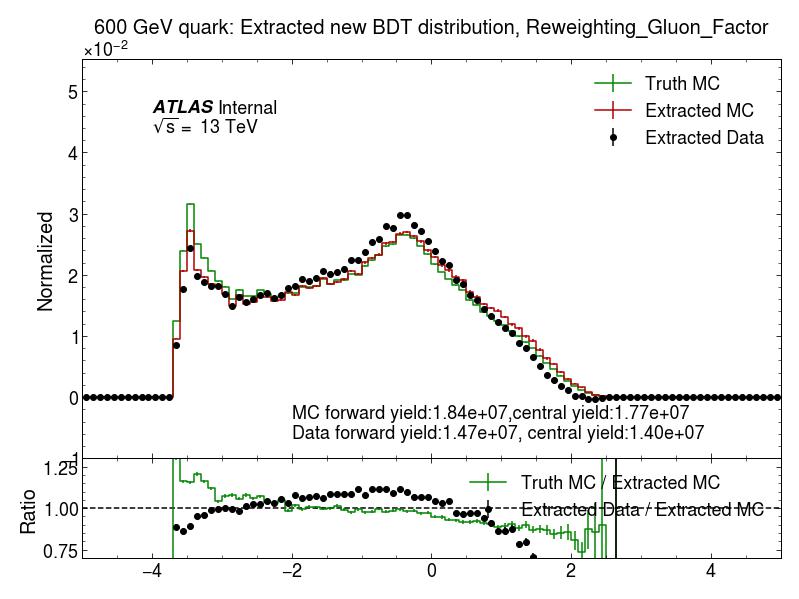 600 GeV quark: Extracted new BDT distribution, Reweighting_Gluon_Factor
×10⁻²
5
4
3
2
1
0
1
Normalized
ATLAS Internal
√s = 13 TeV
Truth MC
Extracted MC
Extracted Data
MC forward yield:1.84e+07,central yield:1.77e+07
Data forward yield:1.47e+07, central yield:1.40e+07
1.25
1.00
0.75
Ratio
Truth MC / Extracted MC
Extracted Data / Extracted MC
−4 −2 0 2 4